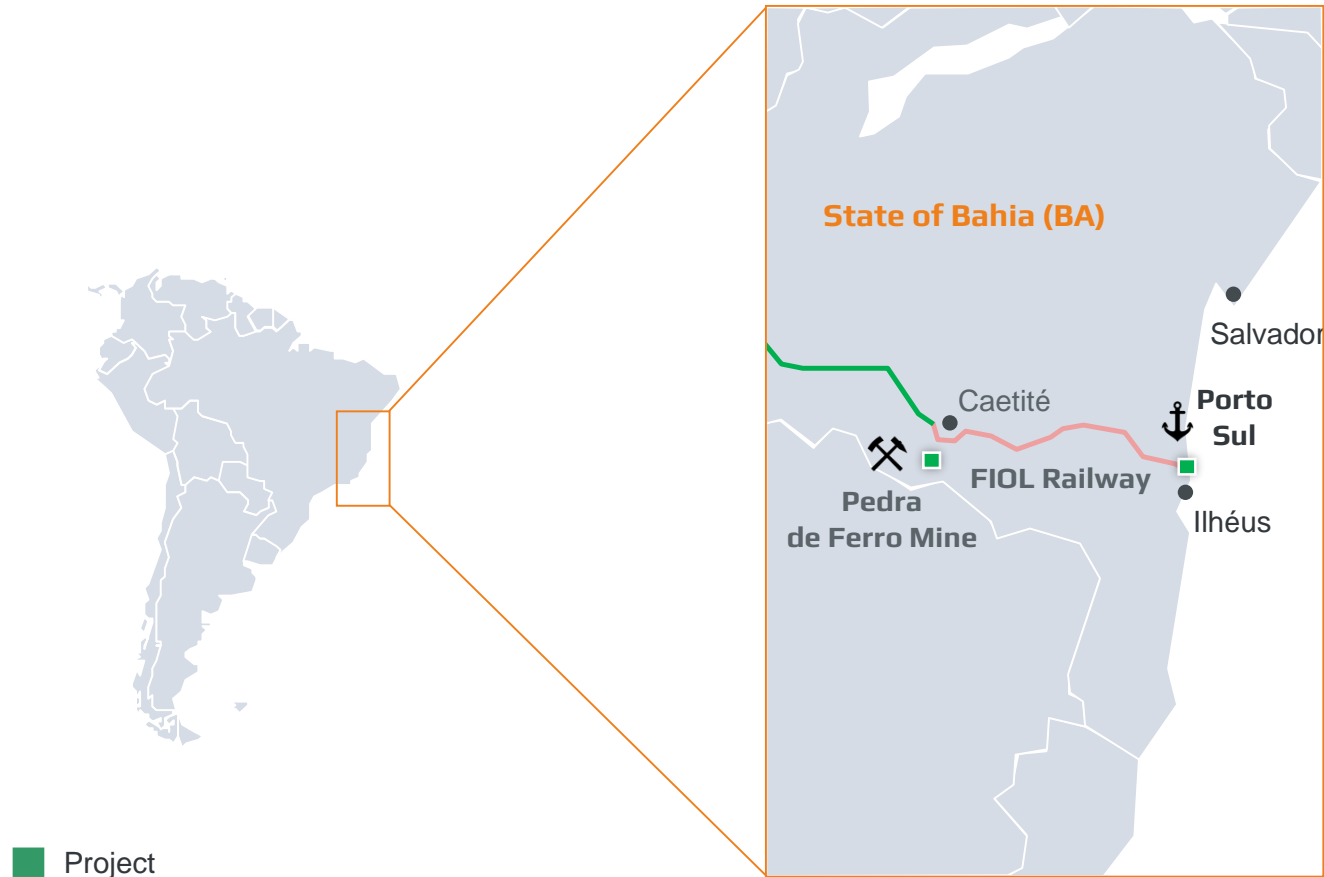 State of Bahia (BA)
Salvador
Caetité
Porto
Sul
FIOL Railway
Pedra
de Ferro Mine
Ilhéus
Project